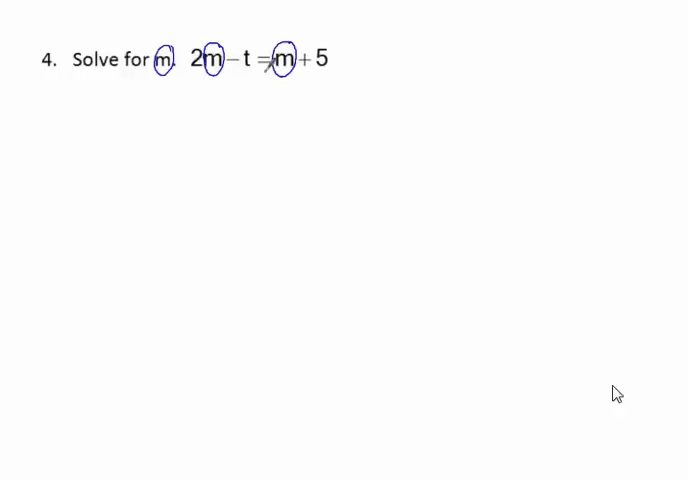 4. Solve for m. 2m – t = m + 5